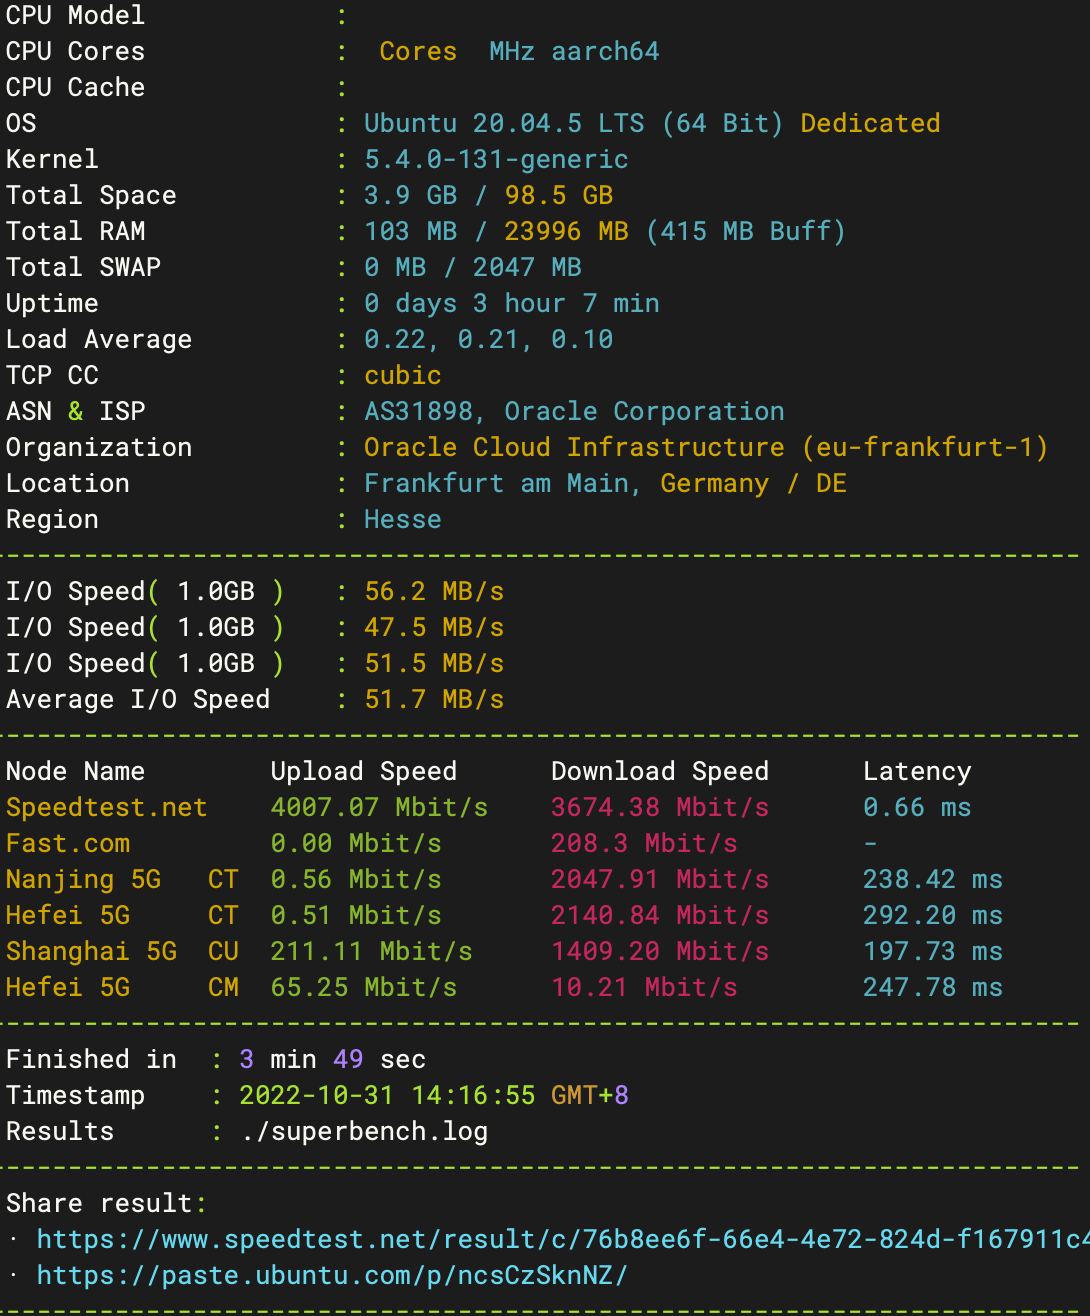 CPU Model :
CPU Cores : Cores MHz aarch64
CPU Cache :
OS : Ubuntu 20.04.5 LTS (64 Bit) Dedicated
Kernel : 5.4.0-131-generic
Total Space : 3.9 GB / 98.5 GB
Total RAM : 103 MB / 23996 MB (415 MB Buff)
Total SWAP : 0 MB / 2047 MB
Uptime : 0 days 3 hour 7 min
Load Average : 0.22, 0.21, 0.10
TCP CC : cubic
ASN & ISP : AS31898, Oracle Corporation
Organization : Oracle Cloud Infrastructure (eu-frankfurt-1)
Location : Frankfurt am Main, Germany / DE
Region : Hesse
----------------------------------------------------------------------
I/O Speed( 1.0GB ) : 56.2 MB/s
I/O Speed( 1.0GB ) : 47.5 MB/s
I/O Speed( 1.0GB ) : 51.5 MB/s
Average I/O Speed : 51.7 MB/s
----------------------------------------------------------------------
Node Name Upload Speed Download Speed Latency
Speedtest.net 4007.07 Mbit/s 3674.38 Mbit/s 0.66 ms
Fast.com 0.00 Mbit/s 208.3 Mbit/s -
Nanjing 5G CT 0.56 Mbit/s 2047.91 Mbit/s 238.42 ms
Hefei 5G CT 0.51 Mbit/s 2140.84 Mbit/s 292.20 ms
Shanghai 5G CU 211.11 Mbit/s 1409.20 Mbit/s 197.73 ms
Hefei 5G CM 65.25 Mbit/s 10.21 Mbit/s 247.78 ms
----------------------------------------------------------------------
Finished in : 3 min 49 sec
Timestamp : 2022-10-31 14:16:55 GMT+8
Results : ./superbench.log
----------------------------------------------------------------------
Share result:
· https://www.speedtest.net/result/c/76b8ee6f-66e4-4e72-824d-f167911c4
· https://paste.ubuntu.com/p/ncsCzSknNZ/
----------------------------------------------------------------------